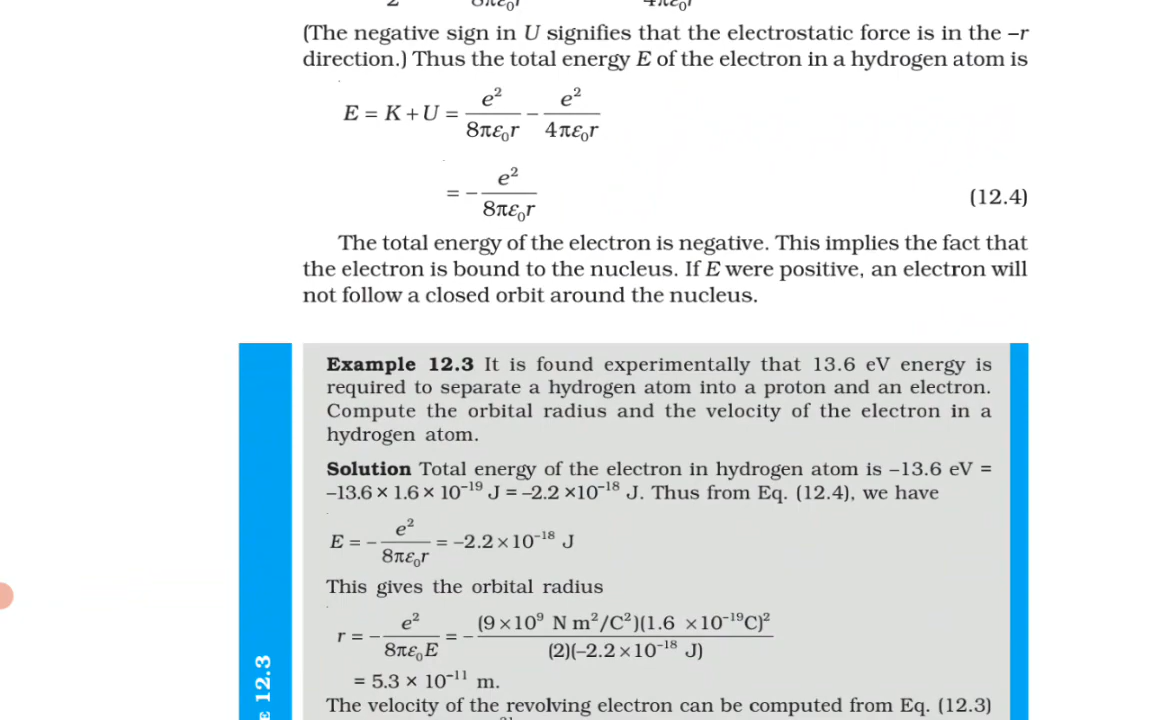 (The negative sign in U signifies that the electrostatic force is in the –r
direction.) Thus the total energy E of the electron in a hydrogen atom is
E = K + U = e²/8πε₀r − e²/4πε₀r
= − e²/8πε₀r (12.4)
The total energy of the electron is negative. This implies the fact that
the electron is bound to the nucleus. If E were positive, an electron will
not follow a closed orbit around the nucleus.
Example 12.3 It is found experimentally that 13.6 eV energy is
required to separate a hydrogen atom into a proton and an electron.
Compute the orbital radius and the velocity of the electron in a
hydrogen atom.
Solution Total energy of the electron in hydrogen atom is –13.6 eV =
–13.6 × 1.6 × 10⁻¹⁹ J = –2.2 ×10⁻¹⁸ J. Thus from Eq. (12.4), we have
E = − e²/8πε₀r = −2.2 × 10⁻¹⁸ J
This gives the orbital radius
r = − e²/8πε₀E = − (9 × 10⁹ N m²/C²)(1.6 × 10⁻¹⁹C)²/(2)(–2.2 × 10⁻¹⁸ J)
= 5.3 × 10⁻¹¹ m.
The velocity of the revolving electron can be computed from Eq. (12.3)
E 12.3